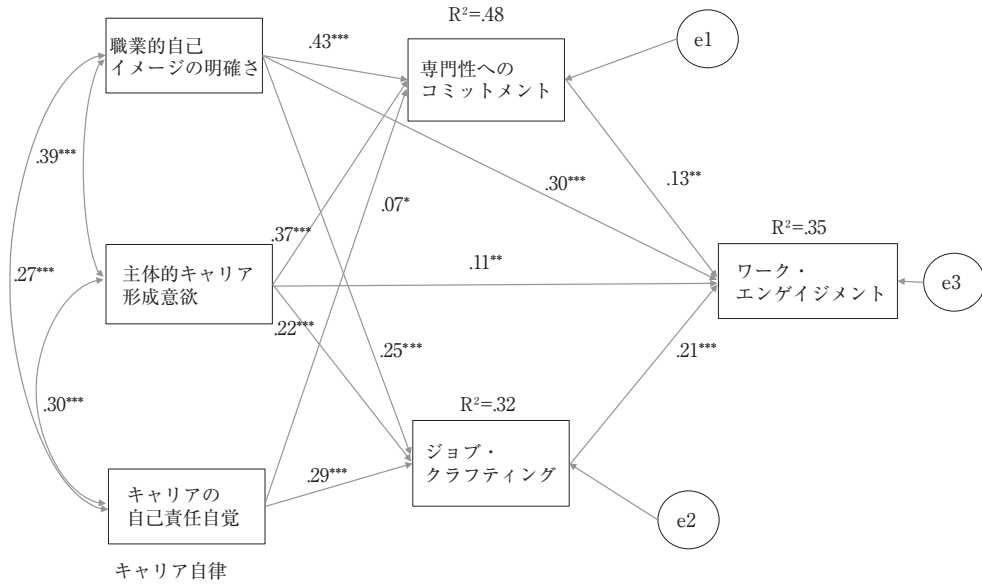 R²=.48
職業的自己
イメージの明確さ
.43***
専門性への
コミットメント
e1
.39***
.30***
.07*
.13**
.37***
R²=.35
.27***
主体的キャリア
形成意欲
.11**
ワーク・
エンゲイジメント
e3
.22***
.25***
.21***
.30***
R²=.32
ジョブ・
クラフティング
.29***
キャリアの
自己責任自覚
e2
キャリア自律